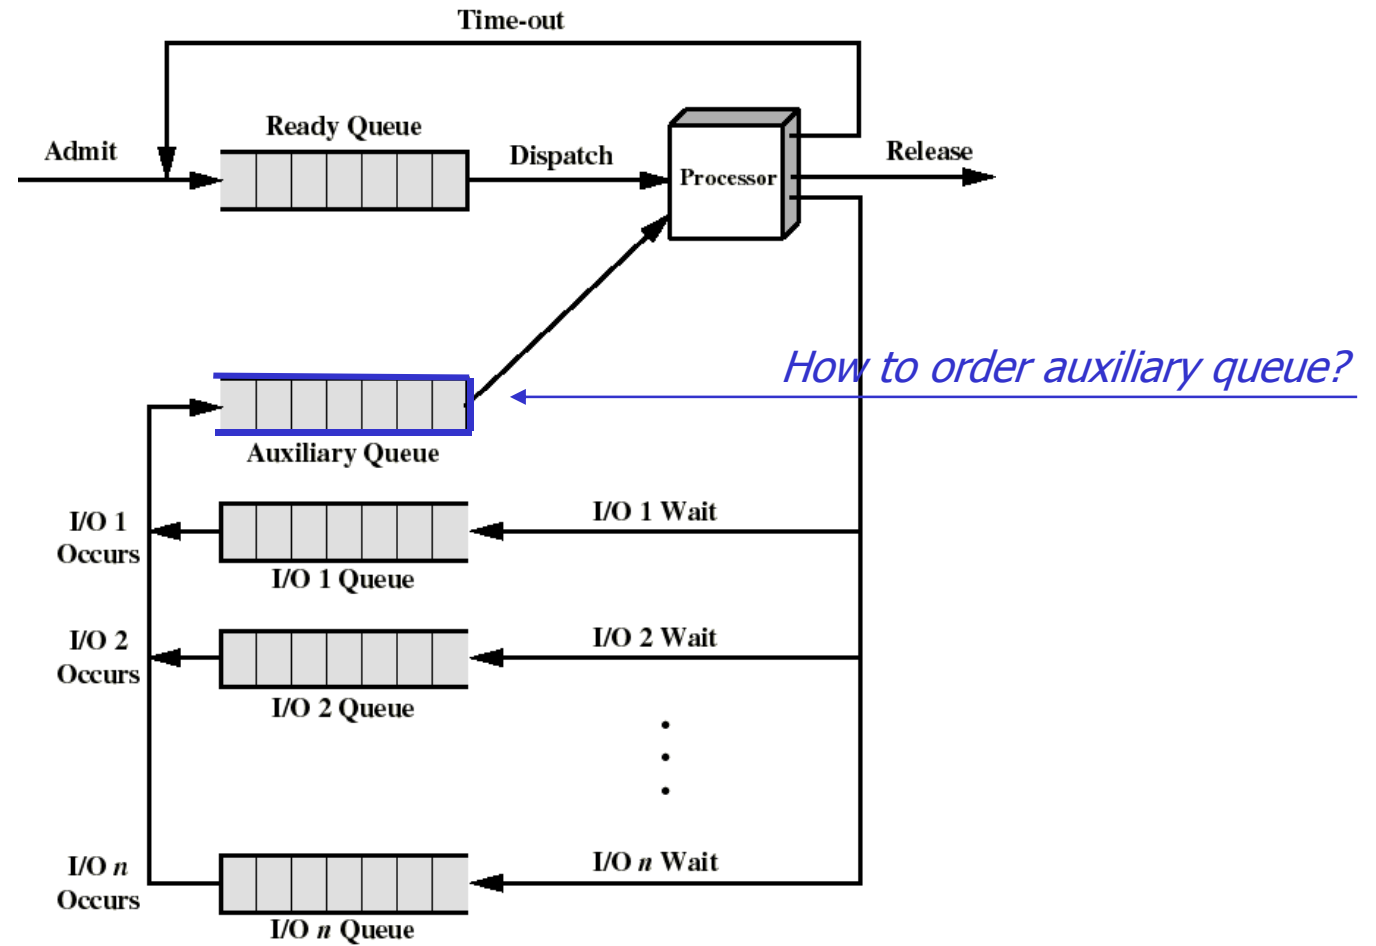 Time-out
Ready Queue
Admit
Dispatch
Release
Processor
How to order auxiliary queue?
Auxiliary Queue
I/O 1
Occurs
I/O 1 Wait
I/O 1 Queue
I/O 2
Occurs
I/O 2 Wait
I/O 2 Queue
I/O n
Occurs
I/O n Wait
I/O n Queue